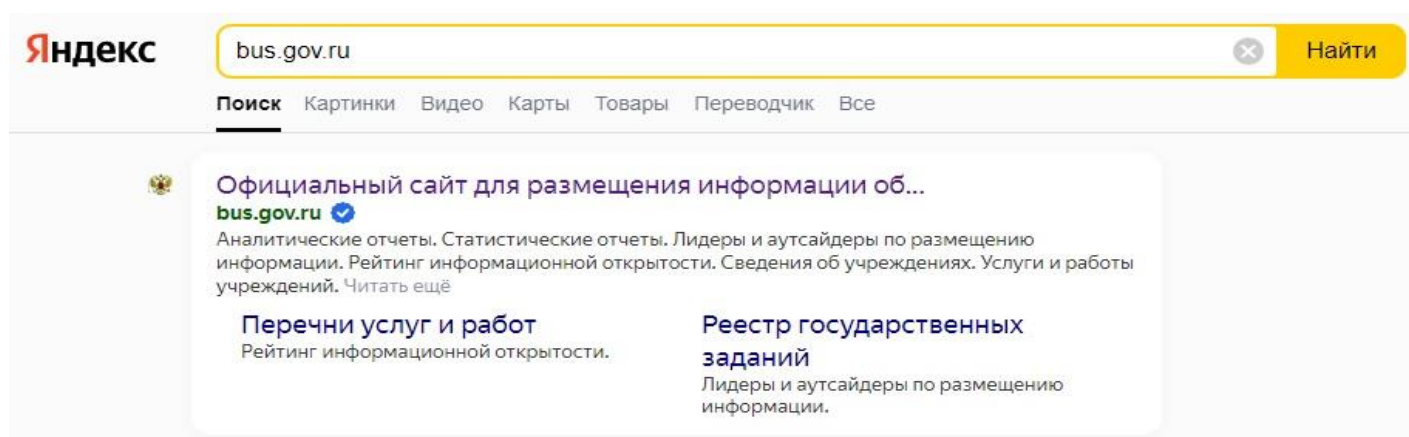 Яндекс
bus.gov.ru
Найти
Поиск Картинки Видео Карты Товары Переводчик Все
Официальный сайт для размещения информации об...
bus.gov.ru
Аналитические отчеты. Статистические отчеты. Лидеры и аутсайдеры по размещению
информации. Рейтинг информационной открытости. Сведения об учреждениях. Услуги и работы
учреждений. Читать ещё
Перечни услуг и работ
Рейтинг информационной открытости.
Реестр государственных
заданий
Лидеры и аутсайдеры по размещению
информации.